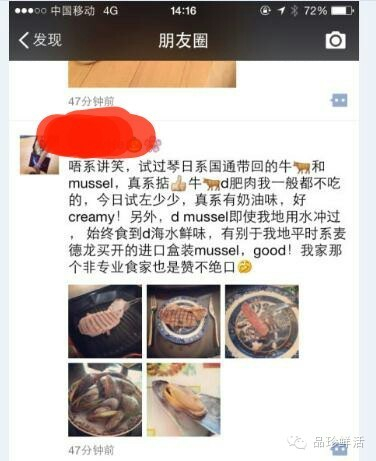 中国移动 4G 14:16 72%
发现 朋友圈
47分钟前
唔系讲笑，试过琴日系国通带回的牛🐂和
mussel，真系掂👍牛🐂d肥肉我一般都不吃
的，今日试左少少，真系有奶油味，好
creamy！另外，d mussel即使我地用水冲过
，始终食到d海水鲜味，有别于我地平时系麦
德龙买开的进口盒装mussel，good！我家那
个非专业食家也是赞不绝口🤣
47分钟前
品珍鲜活